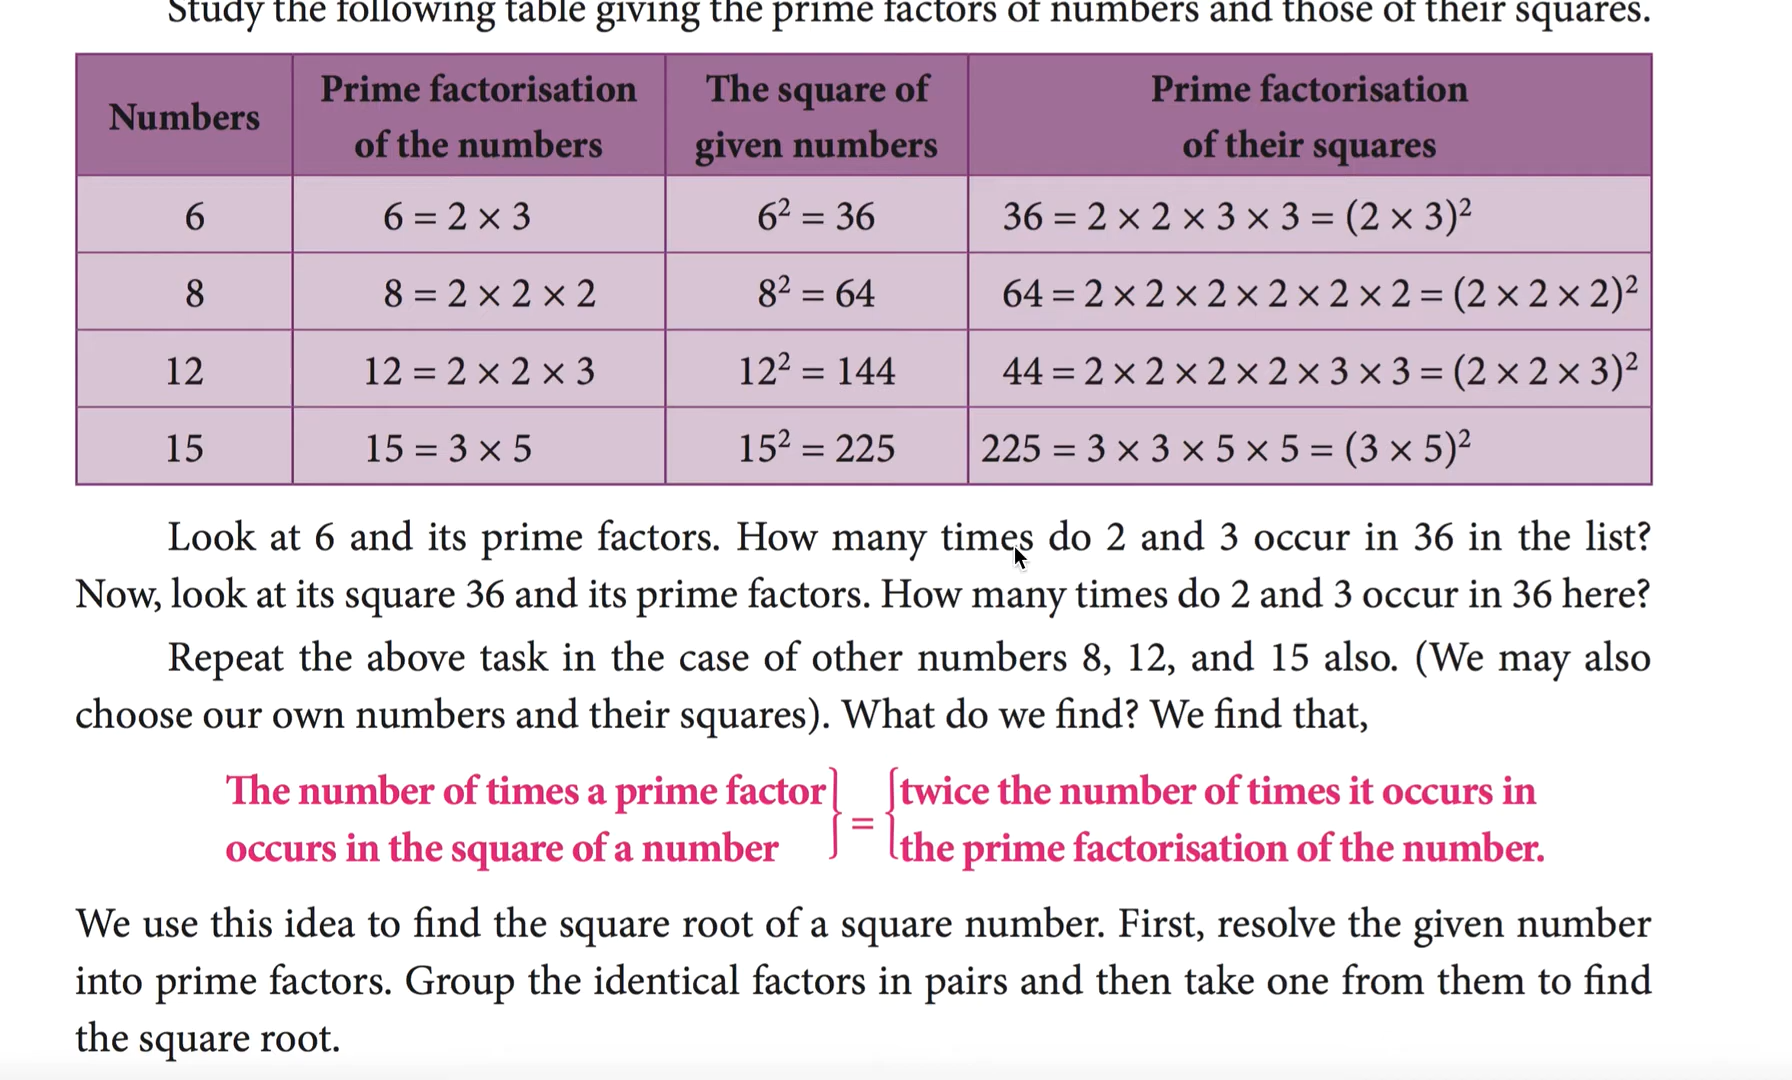 Study the following table giving the prime factors of numbers and those of their squares.
Numbers
Prime factorisation
of the numbers
The square of
given numbers
Prime factorisation
of their squares
6
6 = 2 × 3
6² = 36
36 = 2 × 2 × 3 × 3 = (2 × 3)²
8
8 = 2 × 2 × 2
8² = 64
64 = 2 × 2 × 2 × 2 × 2 × 2 = (2 × 2 × 2)²
12
12 = 2 × 2 × 3
12² = 144
44 = 2 × 2 × 2 × 2 × 3 × 3 = (2 × 2 × 3)²
15
15 = 3 × 5
15² = 225
225 = 3 × 3 × 5 × 5 = (3 × 5)²
Look at 6 and its prime factors. How many times do 2 and 3 occur in 36 in the list?
Now, look at its square 36 and its prime factors. How many times do 2 and 3 occur in 36 here?
Repeat the above task in the case of other numbers 8, 12, and 15 also. (We may also
choose our own numbers and their squares). What do we find? We find that,
The number of times a prime factor
occurs in the square of a number
} = {
twice the number of times it occurs in
the prime factorisation of the number.
We use this idea to find the square root of a square number. First, resolve the given number
into prime factors. Group the identical factors in pairs and then take one from them to find
the square root.